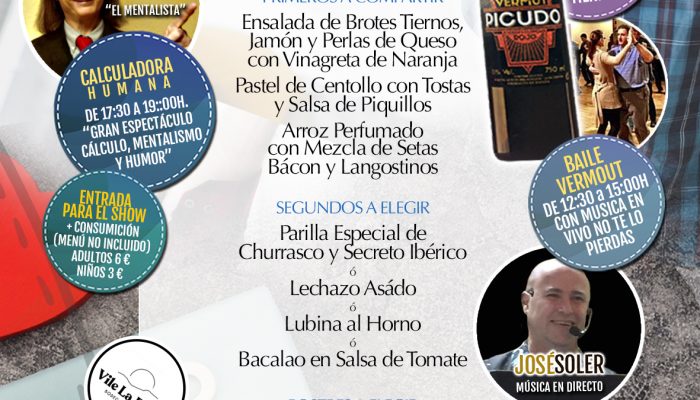 "EL MENTALISTA"
CALCULADORA
HUMANA
DE 17:30 A 19::00H.
"GRAN ESPECTÁCULO
CÁLCULO, MENTALISMO
Y HUMOR"
ENTRADA
PARA EL SHOW
+ CONSUMICIÓN
(MENÚ NO INCLUIDO)
ADULTOS 6 €
NIÑOS 3 €
PRIMEROS A COMPARTIR
Ensalada de Brotes Tiernos,
Jamón y Perlas de Queso
con Vinagreta de Naranja
Pastel de Centollo con Tostas
y Salsa de Piquillos
Arroz Perfumado
con Mezcla de Setas
Bácon y Langostinos
SEGUNDOS A ELEGIR
Parilla Especial de
Churrasco y Secreto Ibérico
ó
Lechazo Asádo
ó
Lubina al Horno
ó
Bacalao en Salsa de Tomate
VERMUT
PICUDO
ROJO
BAILE
VERMOUT
DE 12:30 A 15:00H
CON MUSICA EN
VIVO NO TE LO
PIERDAS
JOSÉSOLER
MÚSICA EN DIRECTO
Vile La